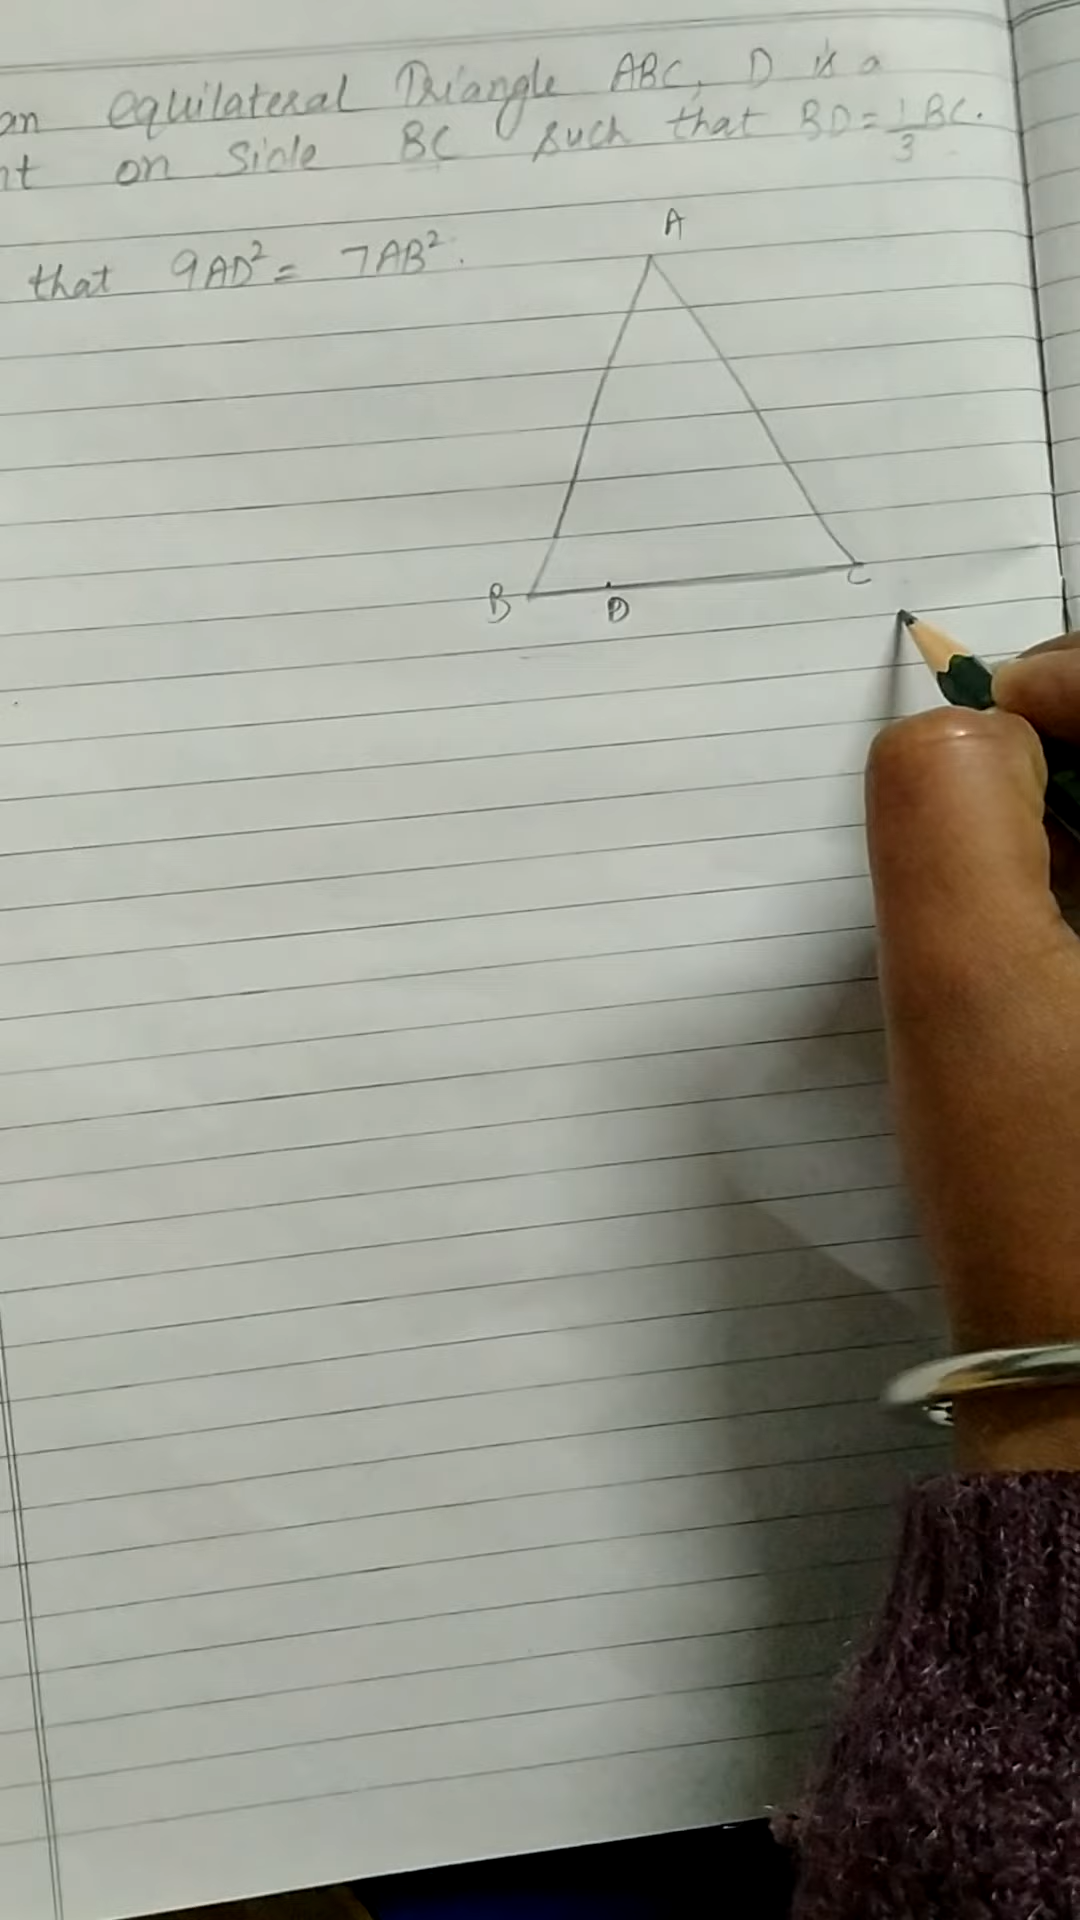 an equilateral Triangle ABC, D is a
nt on Side BC such that BD = 1/3 BC.
that 9AD² = 7AB².
A
B D C